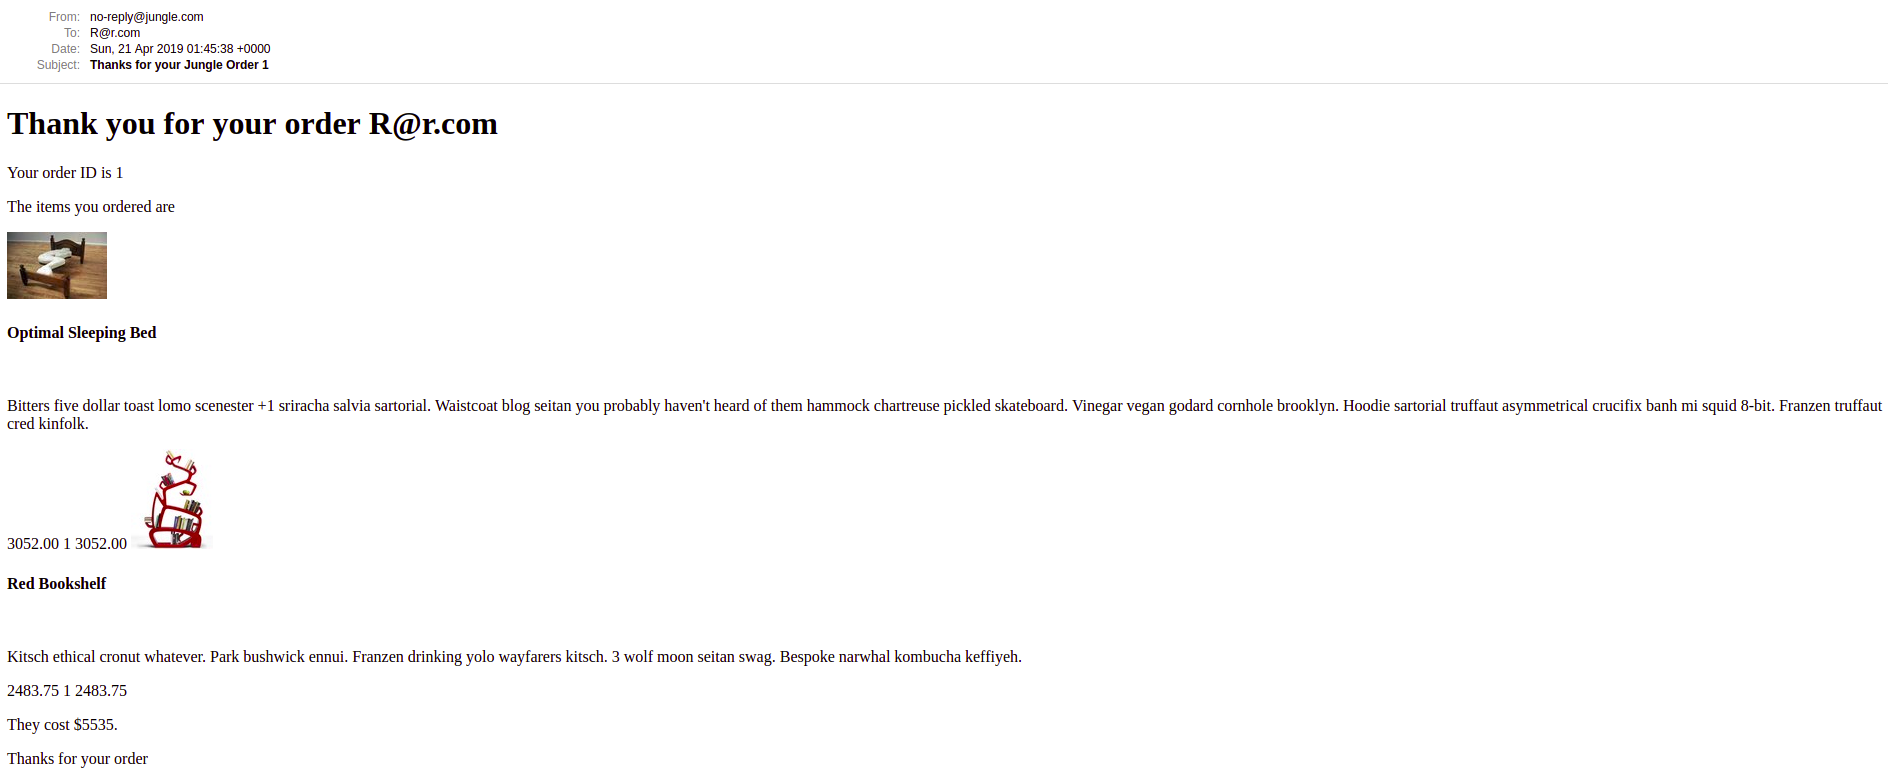 From: no-reply@jungle.com
To: R@r.com
Date: Sun, 21 Apr 2019 01:45:38 +0000
Subject: Thanks for your Jungle Order 1
Thank you for your order R@r.com
Your order ID is 1
The items you ordered are
Optimal Sleeping Bed
Bitters five dollar toast lomo scenester +1 sriracha salvia sartorial. Waistcoat blog seitan you probably haven't heard of them hammock chartreuse pickled skateboard. Vinegar vegan godard cornhole brooklyn. Hoodie sartorial truffaut asymmetrical crucifix banh mi squid 8-bit. Franzen truffaut
cred kinfolk.
3052.00 1 3052.00
Red Bookshelf
Kitsch ethical cronut whatever. Park bushwick ennui. Franzen drinking yolo wayfarers kitsch. 3 wolf moon seitan swag. Bespoke narwhal kombucha keffiyeh.
2483.75 1 2483.75
They cost $5535.
Thanks for your order